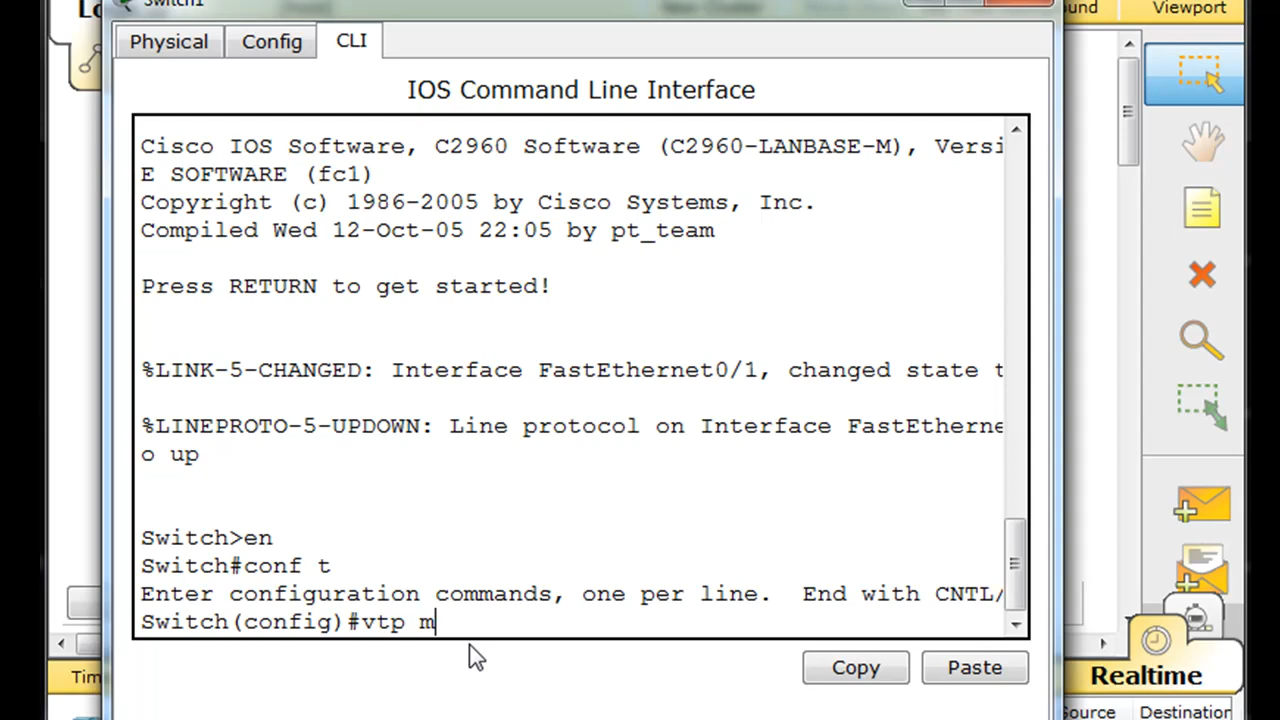 Switch1
Viewport
Physical Config CLI
IOS Command Line Interface
Cisco IOS Software, C2960 Software (C2960-LANBASE-M), Versi
E SOFTWARE (fc1)
Copyright (c) 1986-2005 by Cisco Systems, Inc.
Compiled Wed 12-Oct-05 22:05 by pt_team
Press RETURN to get started!
%LINK-5-CHANGED: Interface FastEthernet0/1, changed state t
%LINEPROTO-5-UPDOWN: Line protocol on Interface FastEtherne
o up
Switch>en
Switch#conf t
Enter configuration commands, one per line. End with CNTL/
Switch(config)#vtp m
Copy Paste
Tim
Realtime
Source Destination